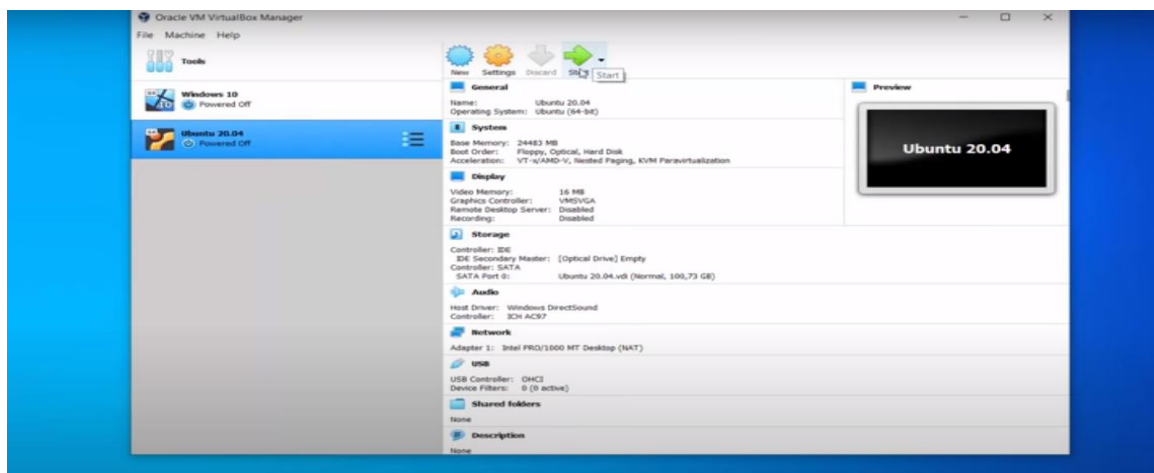 Oracle VM VirtualBox Manager
File Machine Help
Tools
New Settings Discard Start
Windows 10
Powered Off
Ubuntu 20.04
Powered Off
General
Name: Ubuntu 20.04
Operating System: Ubuntu (64-bit)
System
Base Memory: 24483 MB
Boot Order: Floppy, Optical, Hard Disk
Acceleration: VT-x/AMD-V, Nested Paging, KVM Paravirtualization
Display
Video Memory: 16 MB
Graphics Controller: VMSVGA
Remote Desktop Server: Disabled
Recording: Disabled
Storage
Controller: IDE
IDE Secondary Master: [Optical Drive] Empty
Controller: SATA
SATA Port 0: Ubuntu 20.04.vdi (Normal, 100,73 GB)
Audio
Host Driver: Windows DirectSound
Controller: ICH AC97
Network
Adapter 1: Intel PRO/1000 MT Desktop (NAT)
USB
USB Controller: OHCI
Device Filters: 0 (0 active)
Shared folders
None
Description
None
Preview
Ubuntu 20.04